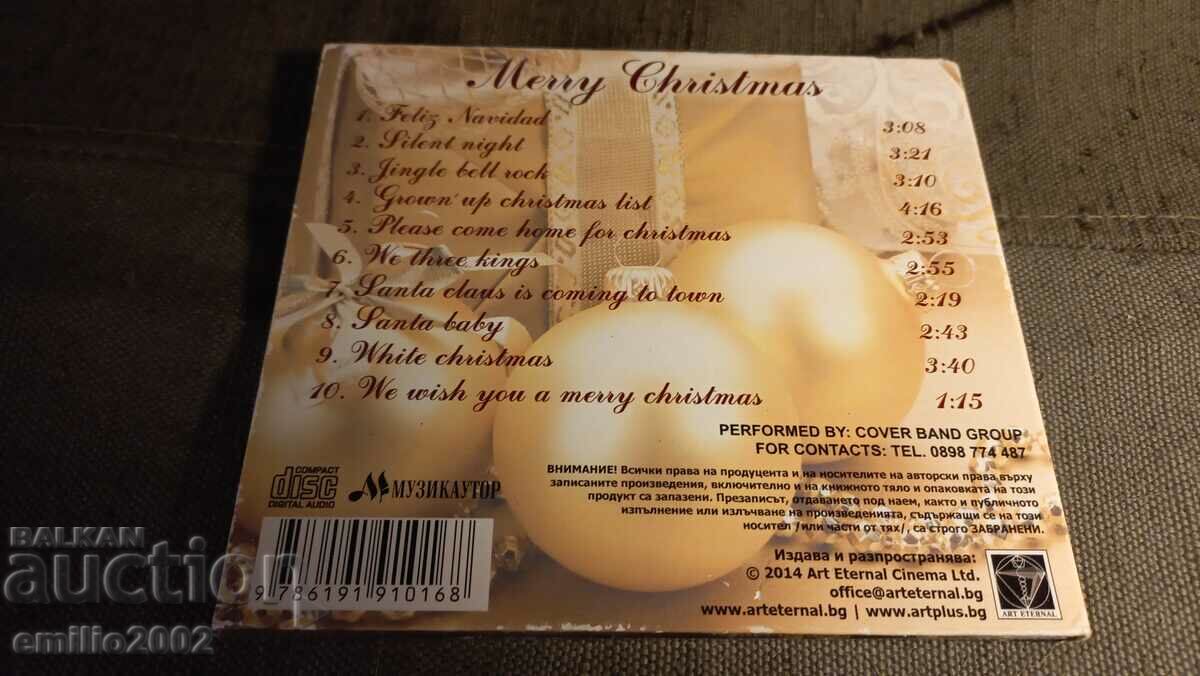 Merry Christmas
1. Feliz Navidad 3:08
2. Silent night 3:21
3. Jingle bell rock 3:10
4. Grown' up christmas list 4:16
5. Please come home for christmas 2:53
6. We three kings 2:55
7. Santa claus is coming to town 2:19
8. Santa baby 2:43
9. White christmas 3:40
10. We wish you a merry christmas 1:15
PERFORMED BY: COVER BAND GROUP
FOR CONTACTS: TEL. 0898 774 487
ВНИМАНИЕ! Всички права на продуцента и на носителите на авторски права върху
записаните произведения, включително и на книжното тяло и опаковката на този
продукт са запазени. Презаписът, отдаването под наем, както и публичното
изпълнение или излъчване на произведенията, съдържащи се на този
носител /или части от тях/, са строго ЗАБРАНЕНИ.
COMPACT
disc
DIGITAL AUDIO
МУЗИКАУТОР
9 786191 910168
Издава и разпространява:
© 2014 Art Eternal Cinema Ltd.
office@arteternal.bg
www.arteternal.bg | www.artplus.bg
ART ETERNAL
BALKAN
auction
emilio2002